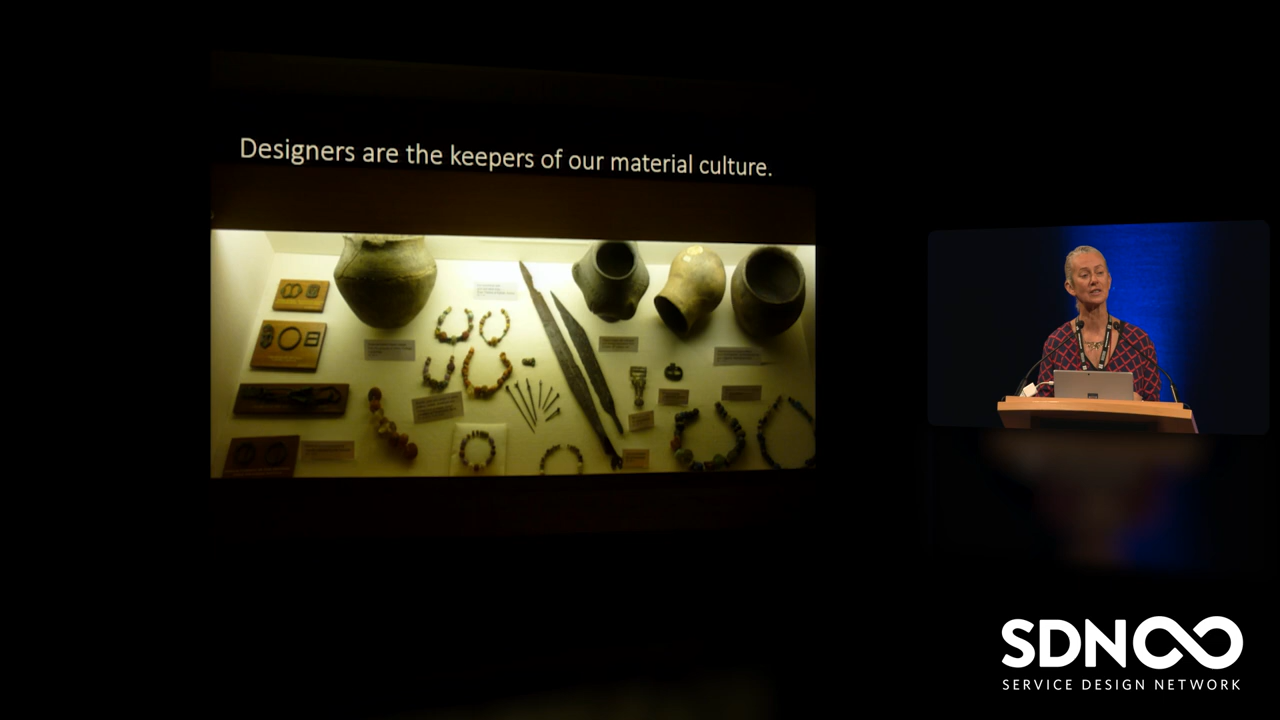 Designers are the keepers of our material culture.
SDN
SERVICE DESIGN NETWORK